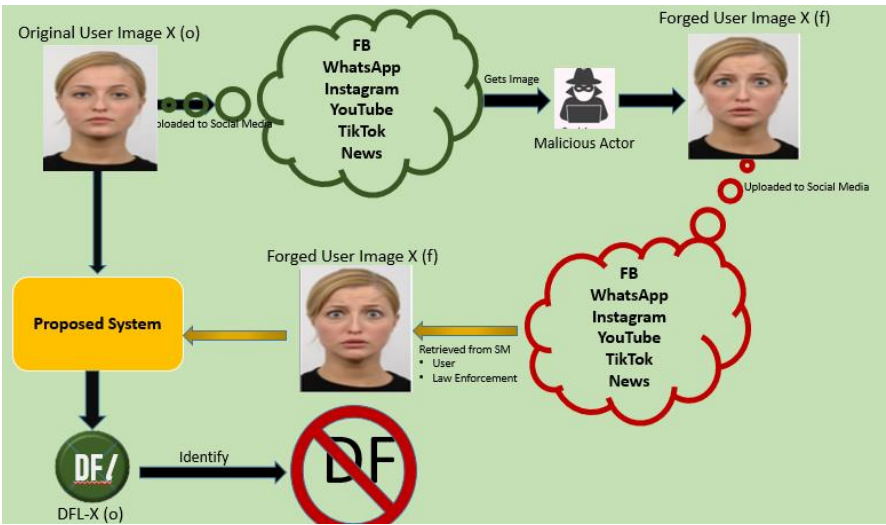 Original User Image X (o)
ploaded to Social Media
FB
WhatsApp
Instagram
YouTube
TikTok
News
Gets Image
Malicious Actor
Forged User Image X (f)
Uploaded to Social Media
FB
WhatsApp
Instagram
YouTube
TikTok
News
Retrieved from SM
• User
• Law Enforcement
Forged User Image X (f)
Proposed System
DF
DFL-X (o)
Identify
DF